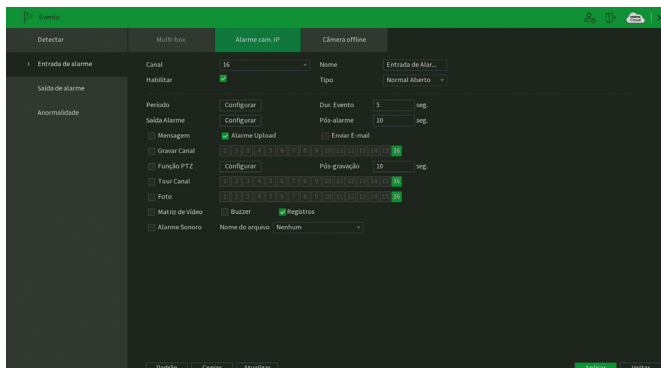 Evento
Detectar Multi-box Alarme cam. IP Câmera offline
Entrada de alarme Canal 16 Nome Entrada de Alar...
Habilitar Tipo Normal Aberto
Saída de alarme
Período Configurar Dur. Evento 5 seg.
Anormalidade
Saída Alarme Configurar Pós-alarme 10 seg.
Mensagem Alarme Upload Enviar E-mail
Gravar Canal 1 2 3 4 5 6 7 8 9 10 11 12 13 14 15 16
Função PTZ Configurar Pós-gravação 10 seg.
Tour Canal 1 2 3 4 5 6 7 8 9 10 11 12 13 14 15 16
Foto 1 2 3 4 5 6 7 8 9 10 11 12 13 14 15 16
Matriz de Vídeo Buzzer Registros
Alarme Sonoro Nome do arquivo Nenhum
Padrão Copiar Atualizar Aplicar Voltar